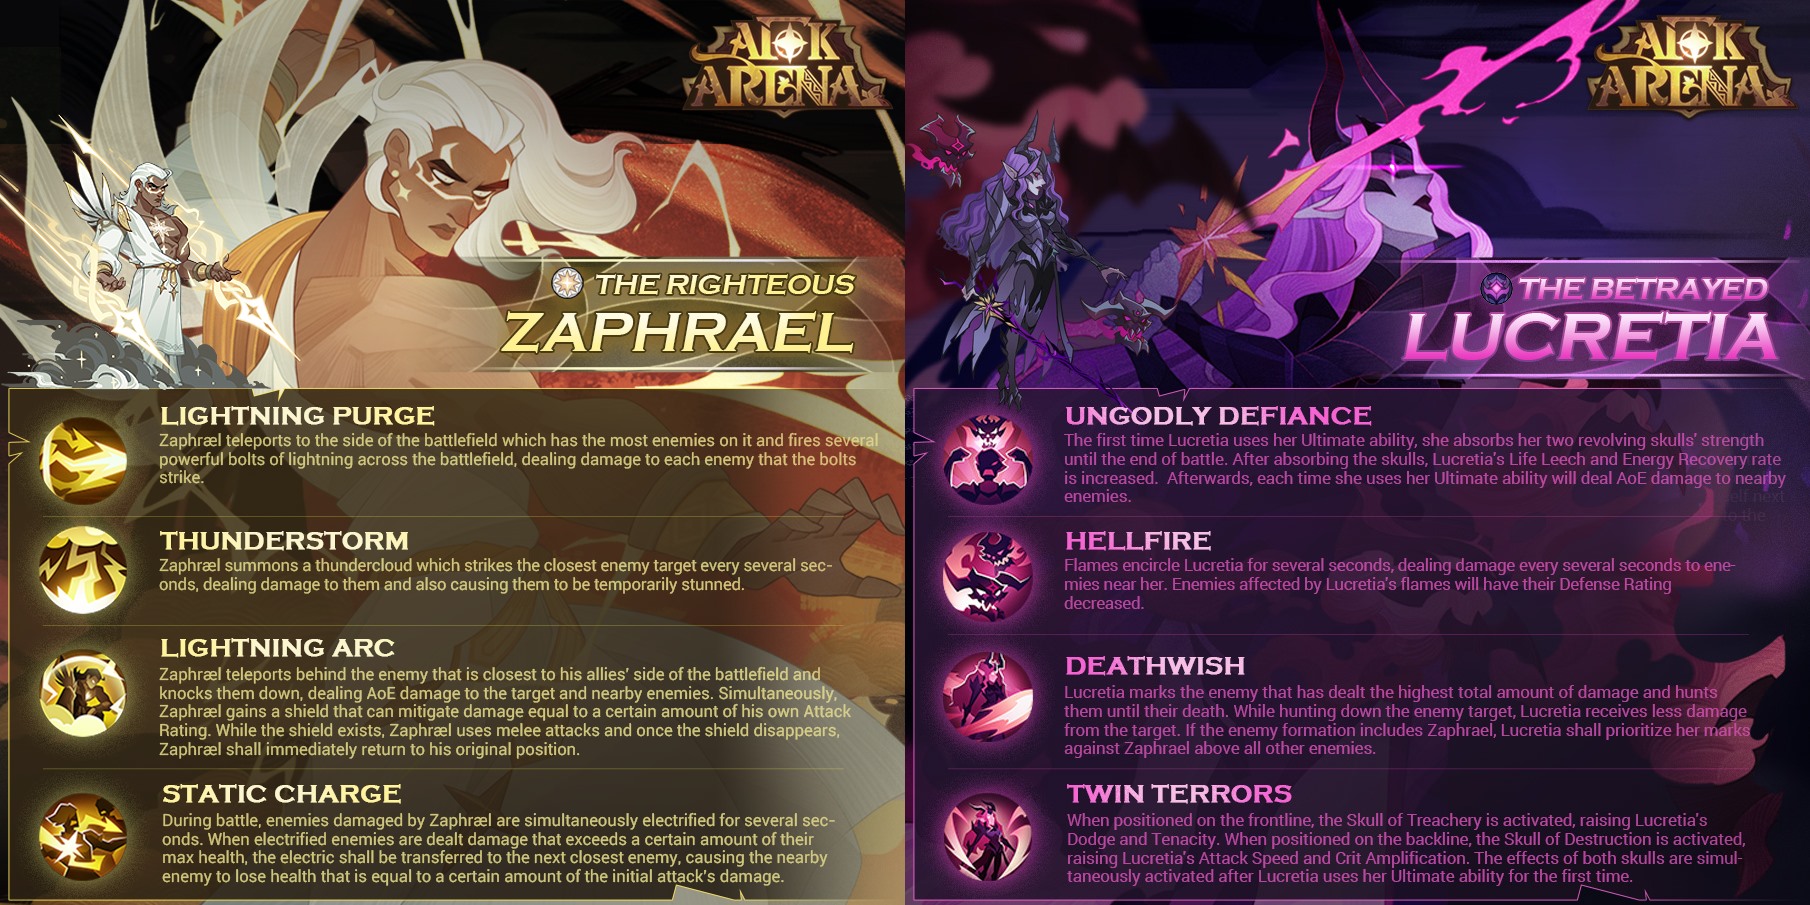 AFK
ARENA
THE RIGHTEOUS
ZAPHRAEL
LIGHTNING PURGE
Zaphræl teleports to the side of the battlefield which has the most enemies on it and fires several
powerful bolts of lightning across the battlefield, dealing damage to each enemy that the bolts
strike.
THUNDERSTORM
Zaphræl summons a thundercloud which strikes the closest enemy target every several sec-
onds, dealing damage to them and also causing them to be temporarily stunned.
LIGHTNING ARC
Zaphræl teleports behind the enemy that is closest to his allies' side of the battlefield and
knocks them down, dealing AoE damage to the target and nearby enemies. Simultaneously,
Zaphræl gains a shield that can mitigate damage equal to a certain amount of his own Attack
Rating. While the shield exists, Zaphræl uses melee attacks and once the shield disappears,
Zaphræl shall immediately return to his original position.
STATIC CHARGE
During battle, enemies damaged by Zaphræl are simultaneously electrified for several sec-
onds. When electrified enemies are dealt damage that exceeds a certain amount of their
max health, the electric shall be transferred to the next closest enemy, causing the nearby
enemy to lose health that is equal to a certain amount of the initial attack's damage.
AFK
ARENA
THE BETRAYED
LUCRETIA
UNGODLY DEFIANCE
The first time Lucretia uses her Ultimate ability, she absorbs her two revolving skulls' strength
until the end of battle. After absorbing the skulls, Lucretia's Life Leech and Energy Recovery rate
is increased. Afterwards, each time she uses her Ultimate ability will deal AoE damage to nearby
enemies.
elf next
to the
HELLFIRE
Flames encircle Lucretia for several seconds, dealing damage every several seconds to ene-
mies near her. Enemies affected by Lucretia's flames will have their Defense Rating
decreased.
DEATHWISH
Lucretia marks the enemy that has dealt the highest total amount of damage and hunts
them until their death. While hunting down the enemy target, Lucretia receives less damage
from the target. If the enemy formation includes Zaphrael, Lucretia shall prioritize her marks
against Zaphrael above all other enemies.
TWIN TERRORS
When positioned on the frontline, the Skull of Treachery is activated, raising Lucretia's
Dodge and Tenacity. When positioned on the backline, the Skull of Destruction is activated,
raising Lucretia's Attack Speed and Crit Amplification. The effects of both skulls are simul-
taneously activated after Lucretia uses her Ultimate ability for the first time.